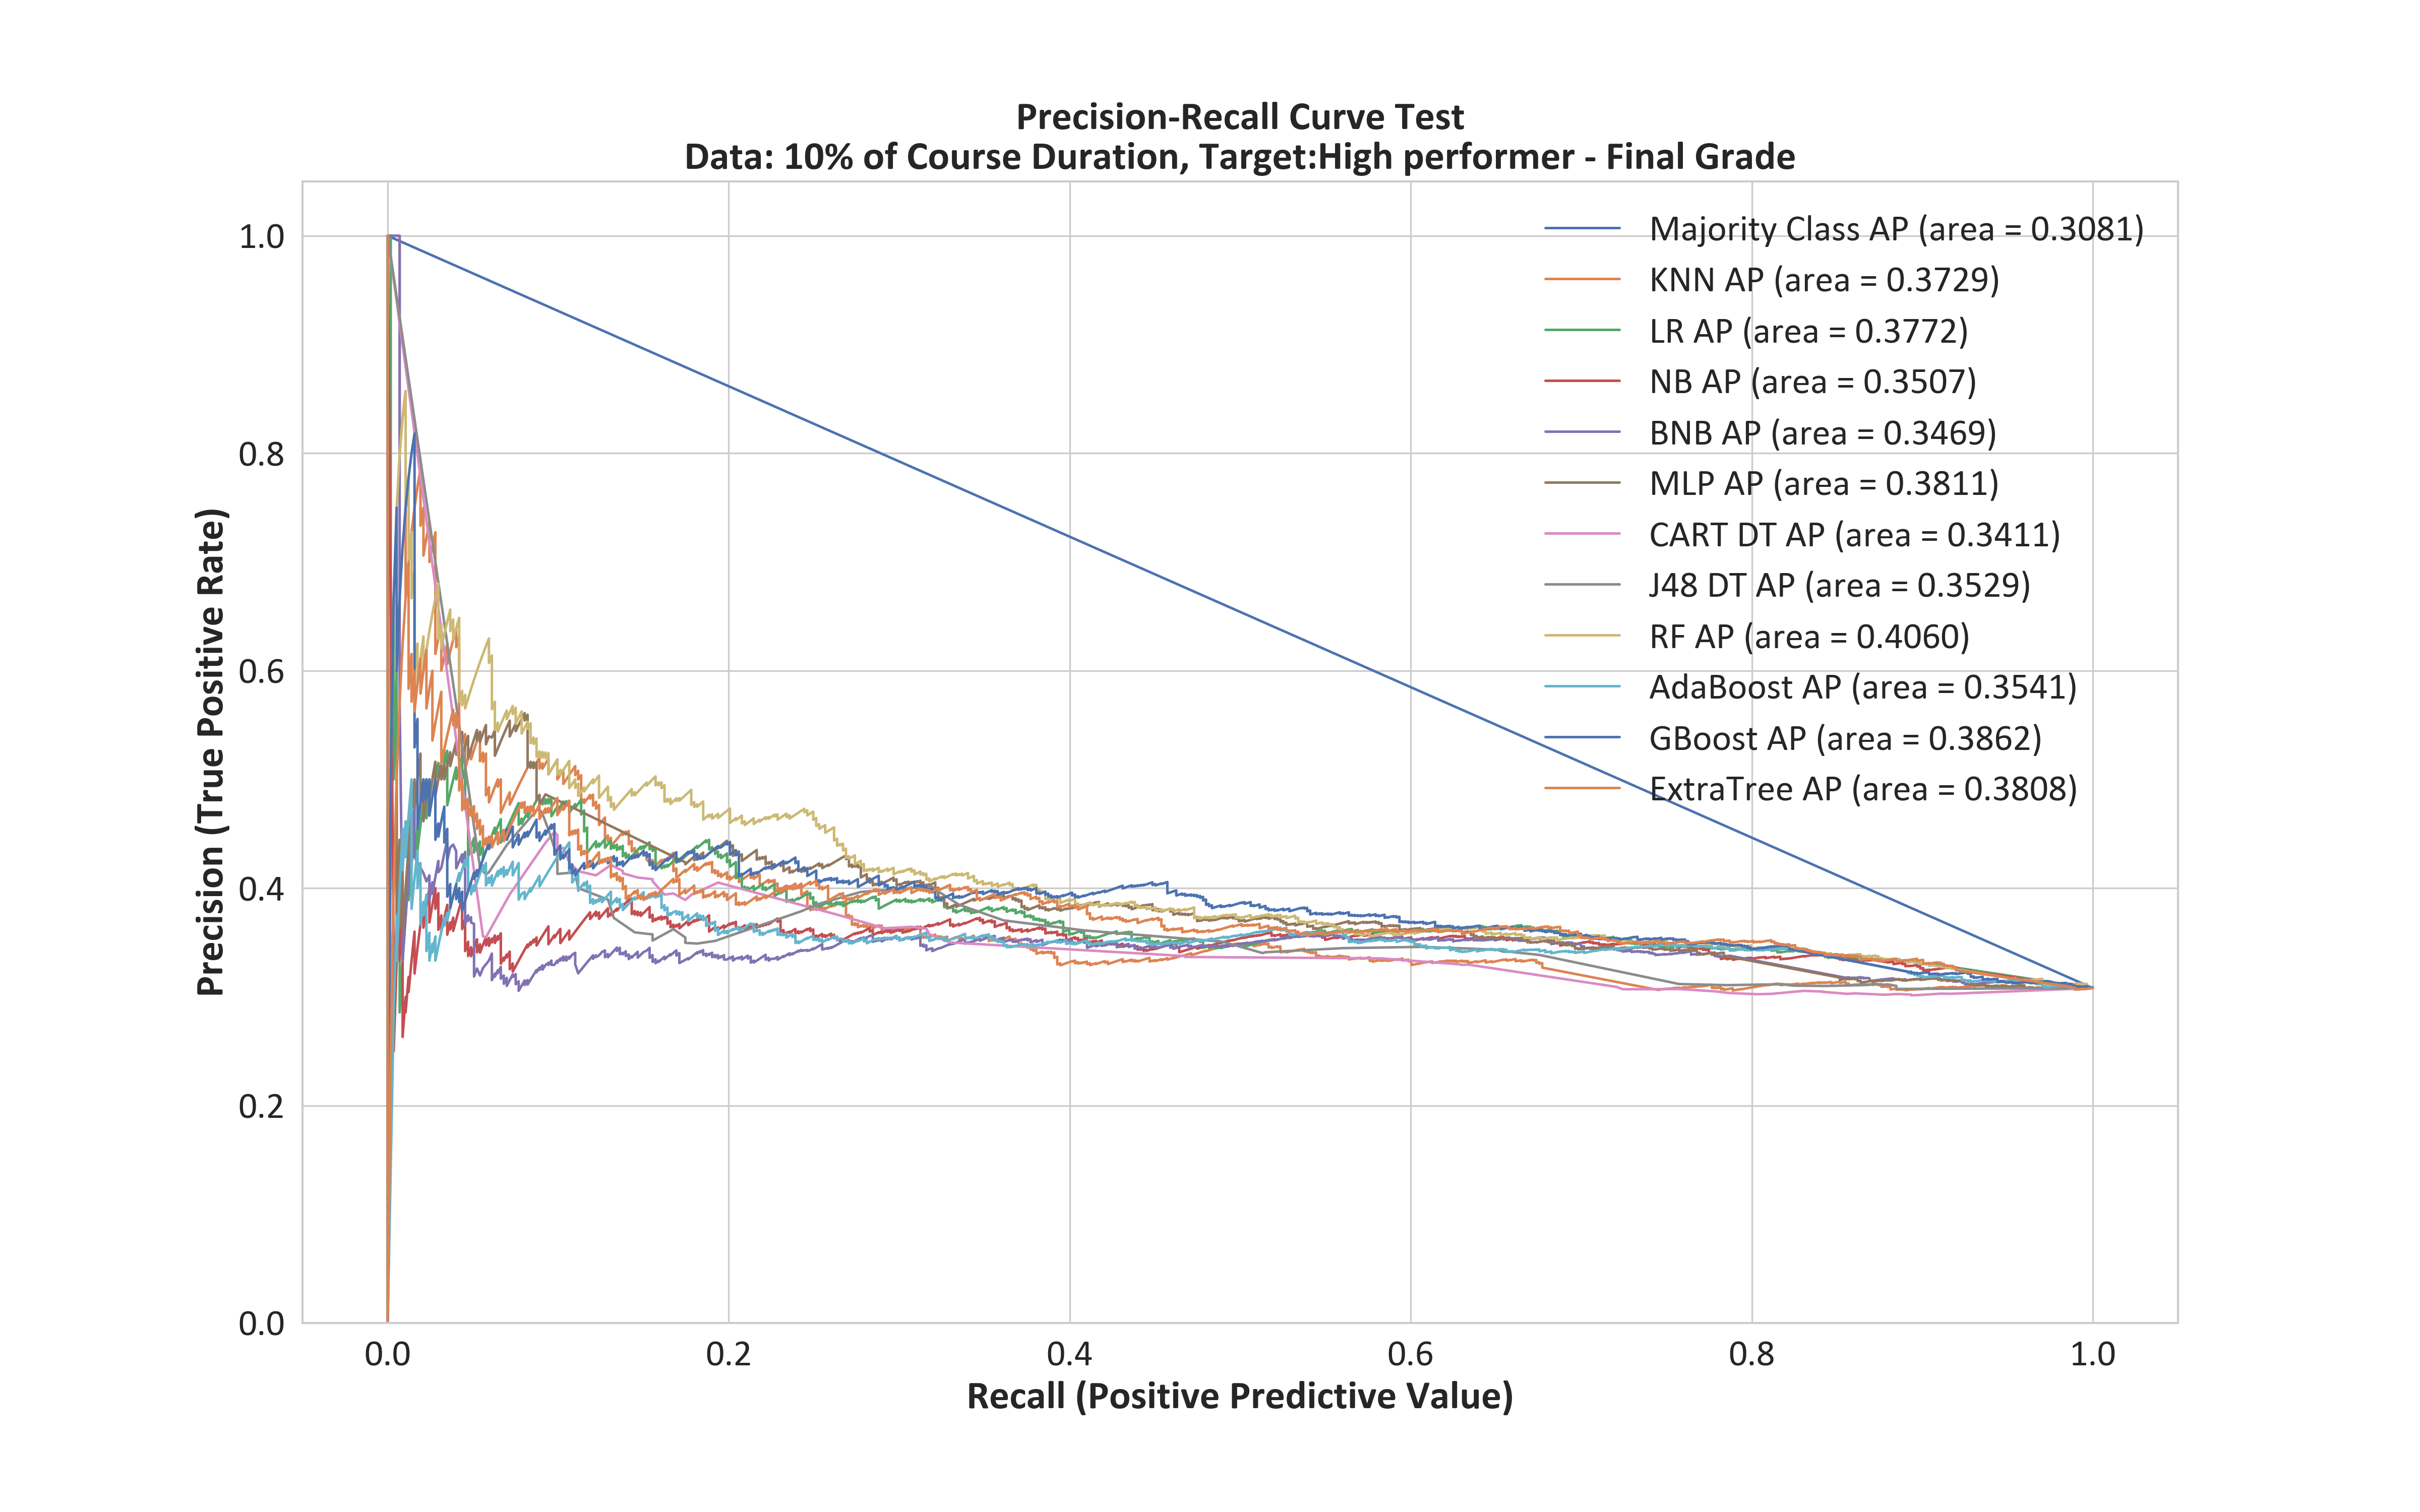 Precision-Recall Curve Test
Data: 10% of Course Duration, Target:High performer - Final Grade
Precision (True Positive Rate)
1.0
0.8
0.6
0.4
0.2
0.0
Majority Class AP (area = 0.3081)
KNN AP (area = 0.3729)
LR AP (area = 0.3772)
NB AP (area = 0.3507)
BNB AP (area = 0.3469)
MLP AP (area = 0.3811)
CART DT AP (area = 0.3411)
J48 DT AP (area = 0.3529)
RF AP (area = 0.4060)
AdaBoost AP (area = 0.3541)
GBoost AP (area = 0.3862)
ExtraTree AP (area = 0.3808)
0.0 0.2 0.4 0.6 0.8 1.0
Recall (Positive Predictive Value)